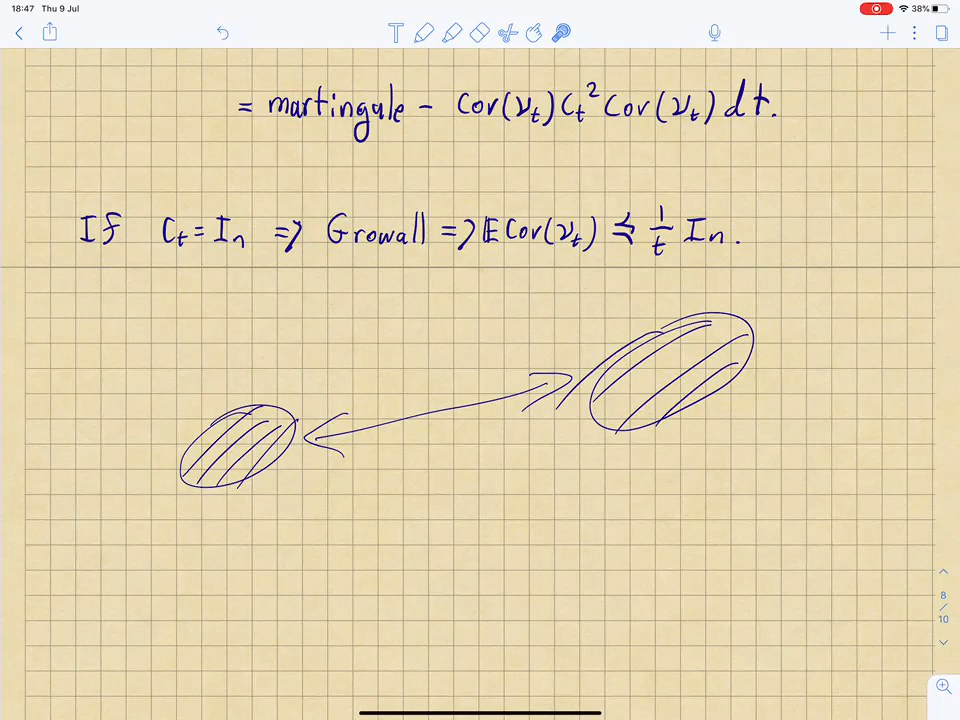 18:47 Thu 9 Jul
38%
T
= martingale - Cov(ν_t) C_t^2 Cov(ν_t) dt.
If C_t = I_n => Growall => 𝔼 Cov(ν_t) ≼ 1/t I_n.
8
/
10